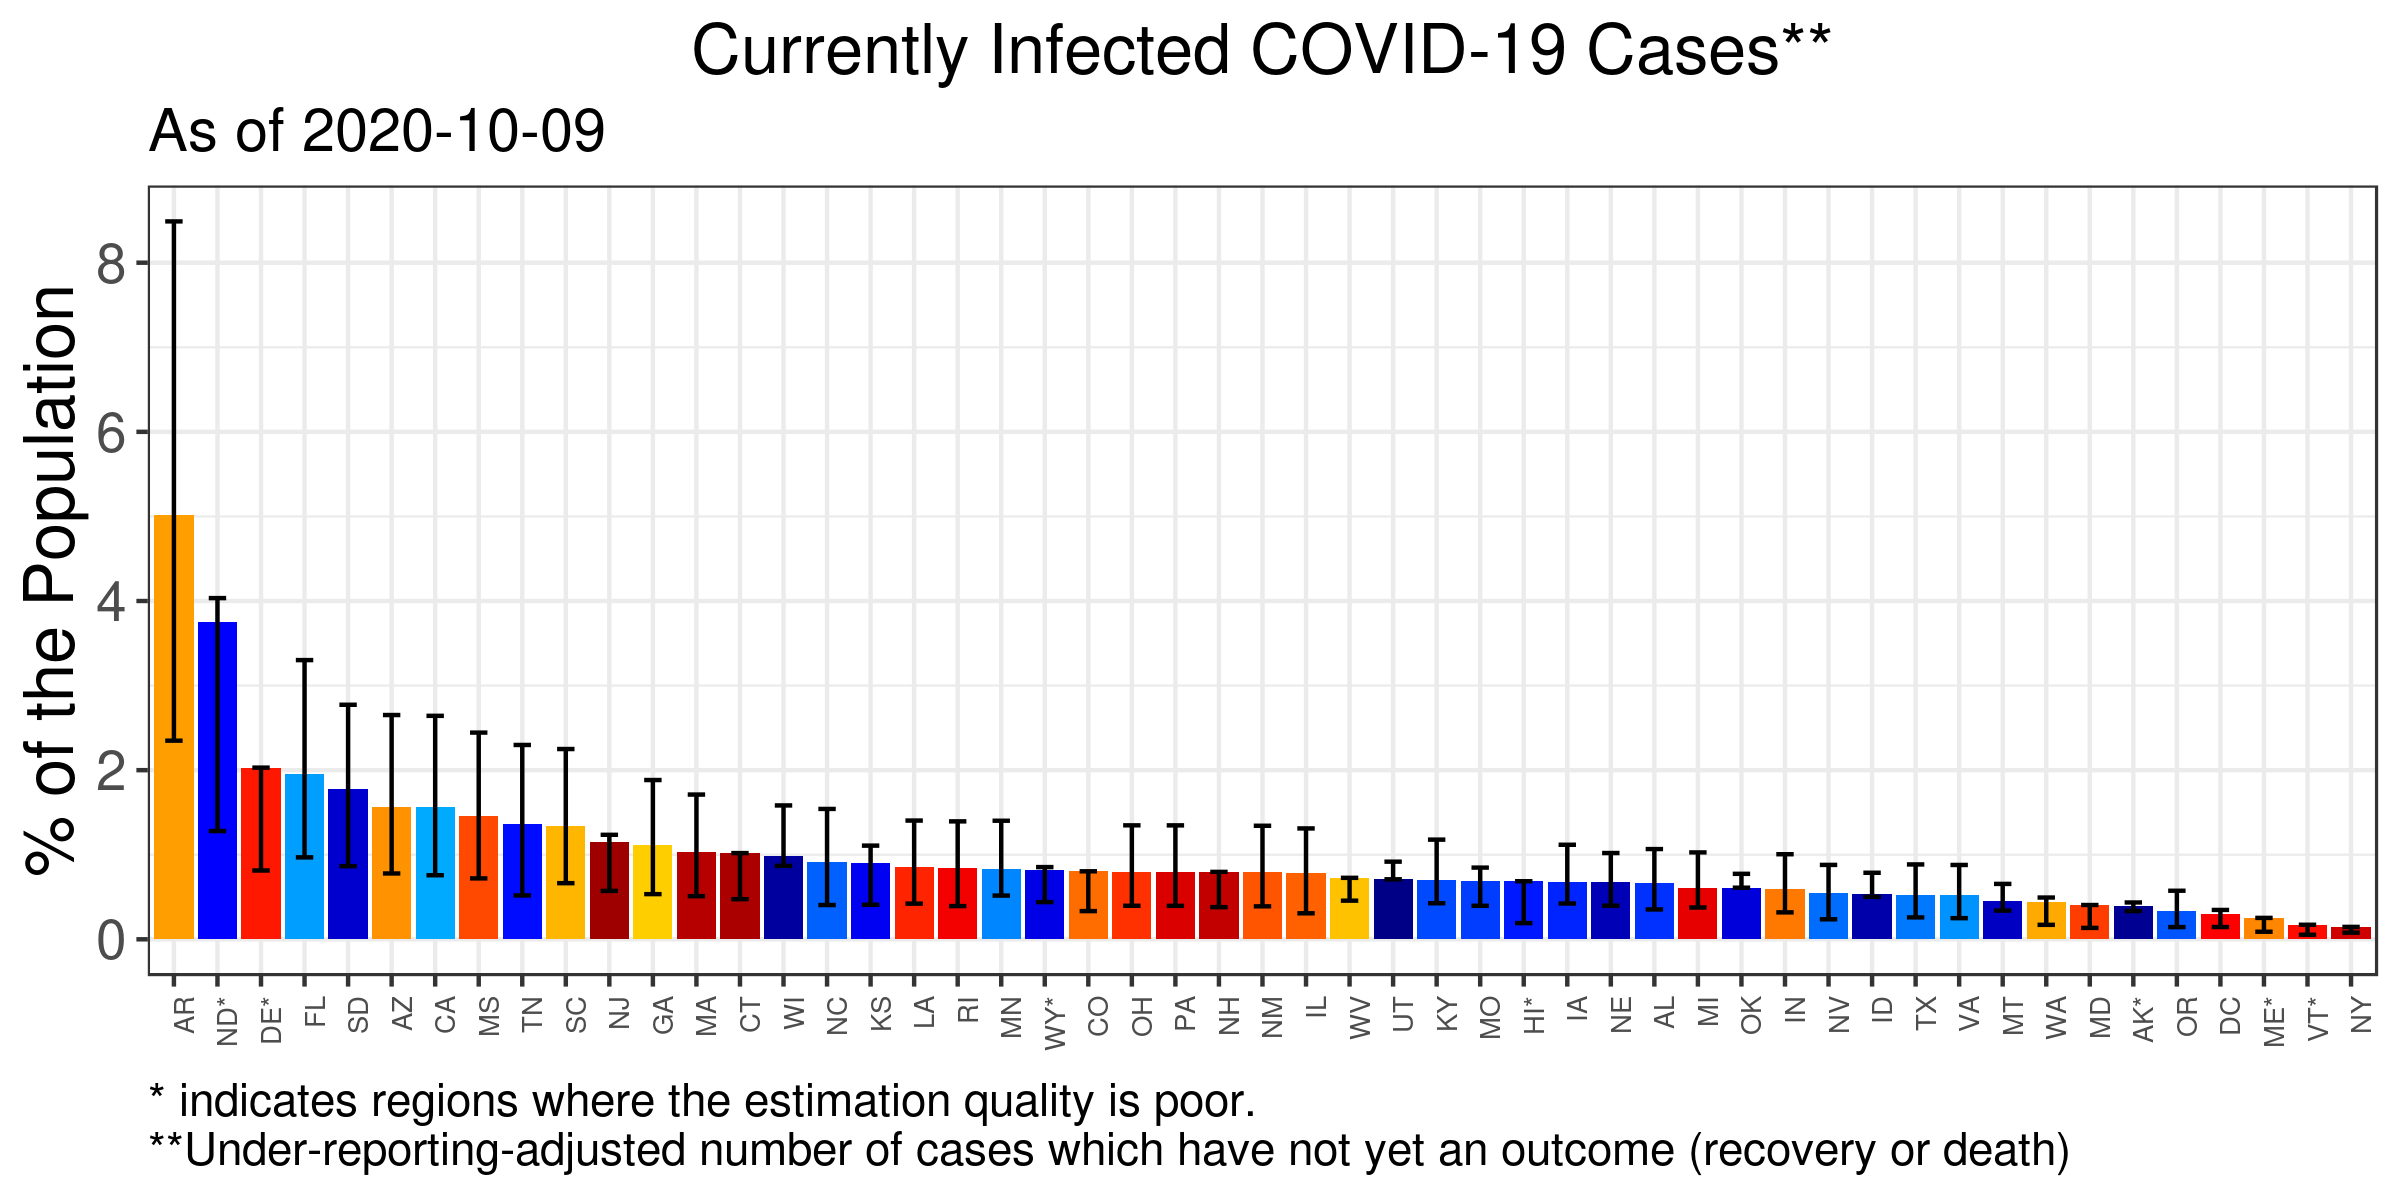 Currently Infected COVID-19 Cases**
As of 2020-10-09
% of the Population
8
6
4
2
0
AR ND* DE* FL SD AZ CA MS TN SC NJ GA MA CT WI NC KS LA RI MN WY* CO OH PA NH NM IL WV UT KY MO HI* IA NE AL MI OK IN NV ID TX VA MT WA MD AK* OR DC ME* VT* NY
* indicates regions where the estimation quality is poor.
**Under-reporting-adjusted number of cases which have not yet an outcome (recovery or death)